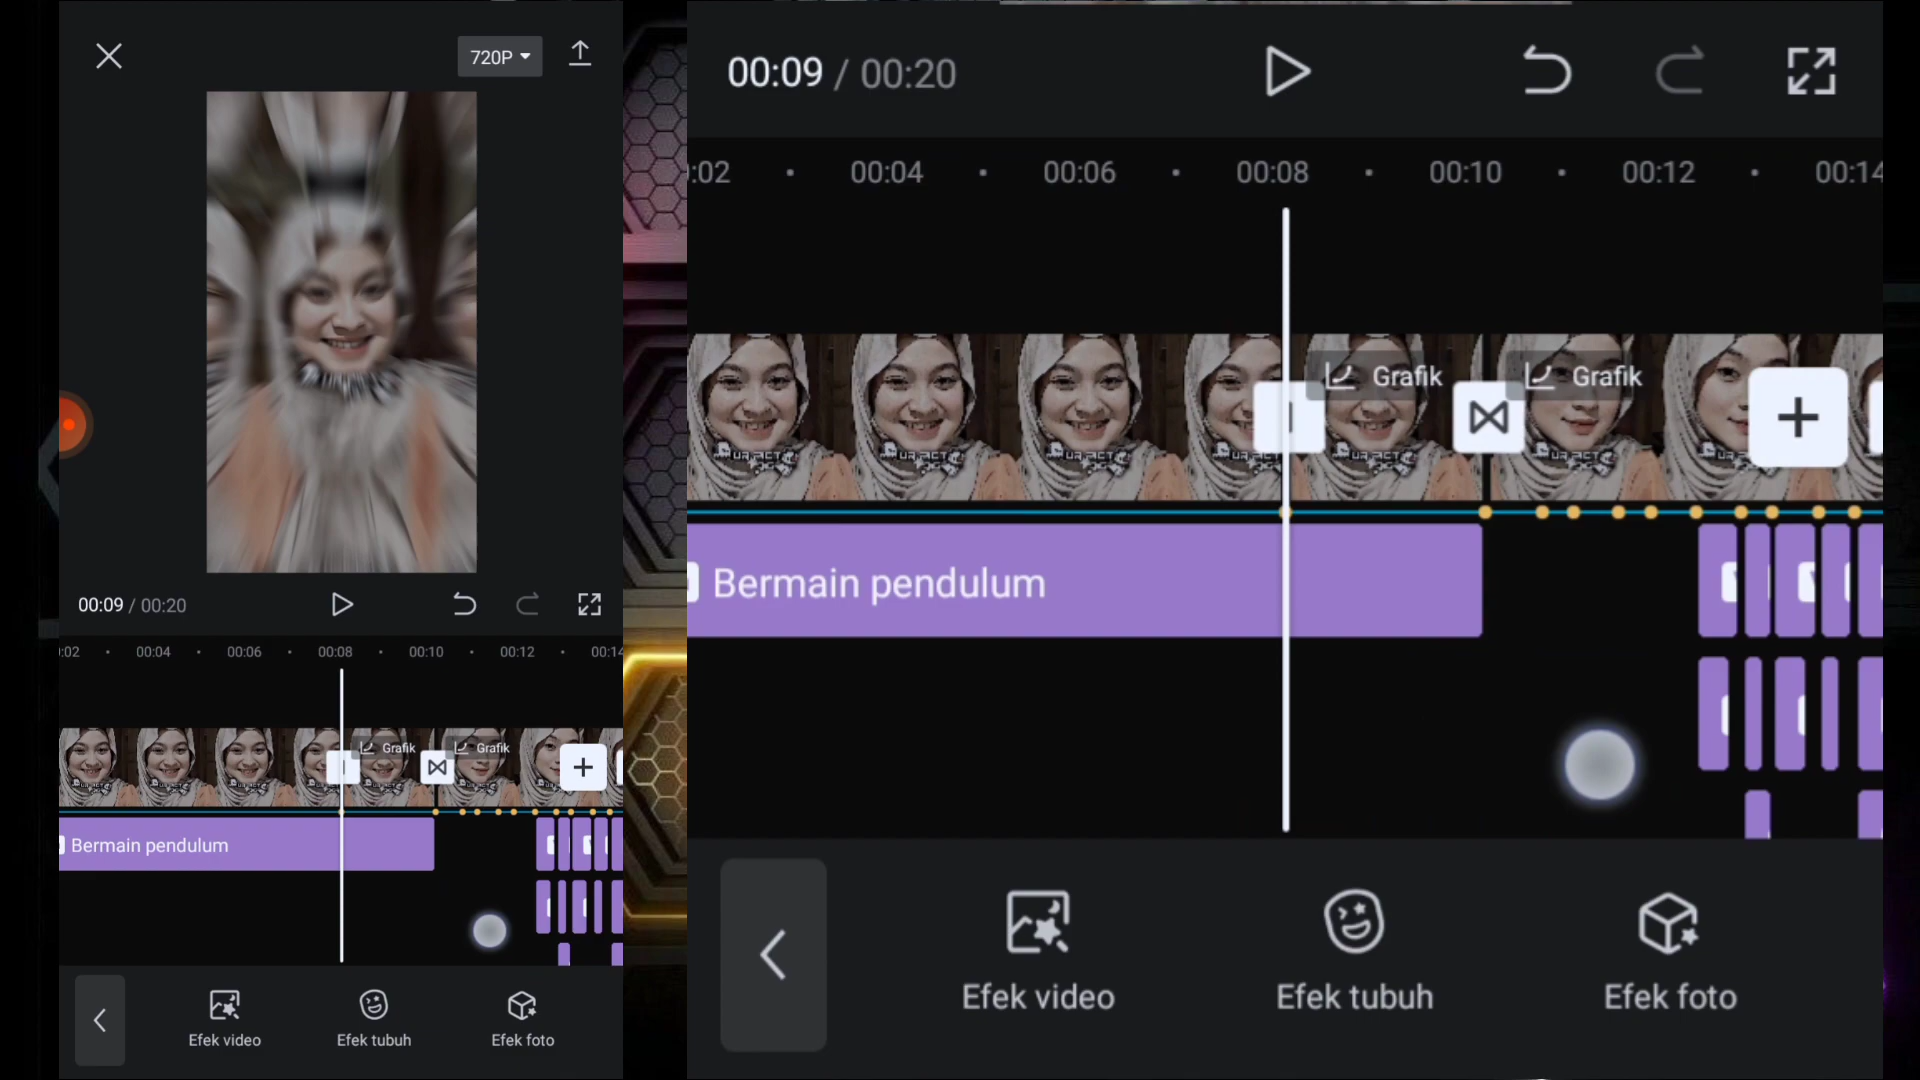 720P
00:09 / 00:20
:02 00:04 00:06 00:08 00:10 00:12 00:14
Grafik Grafik
Bermain pendulum
Efek video Efek tubuh Efek foto
00:09 / 00:20
:02 00:04 00:06 00:08 00:10 00:12 00:14
Grafik Grafik
Bermain pendulum
Efek video Efek tubuh Efek foto